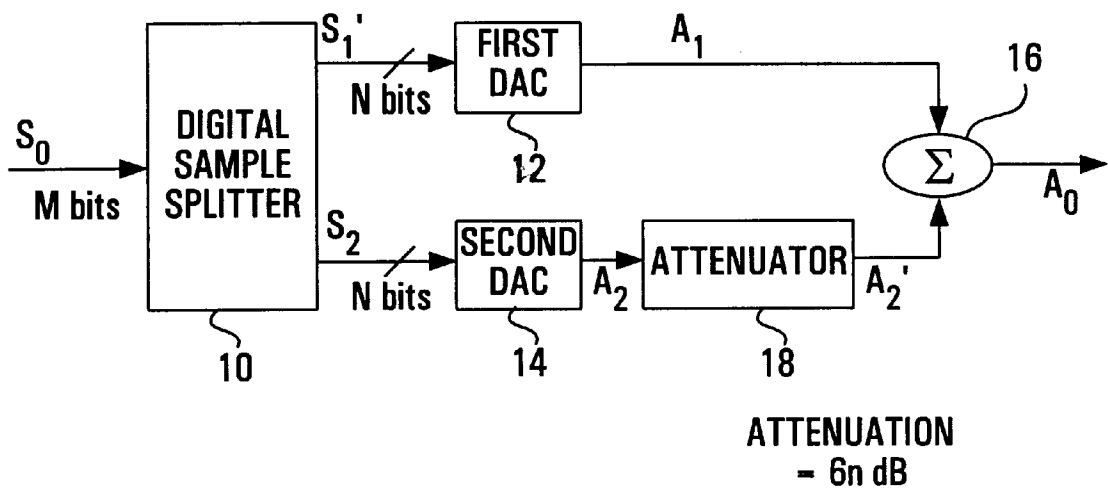 S₀
M bits
DIGITAL
SAMPLE
SPLITTER
10
S₁'
N bits
FIRST
DAC
12
A₁
S₂
N bits
SECOND
DAC
14
A₂
ATTENUATOR
18
A₂'
16
Σ
A₀
ATTENUATION
= 6n dB